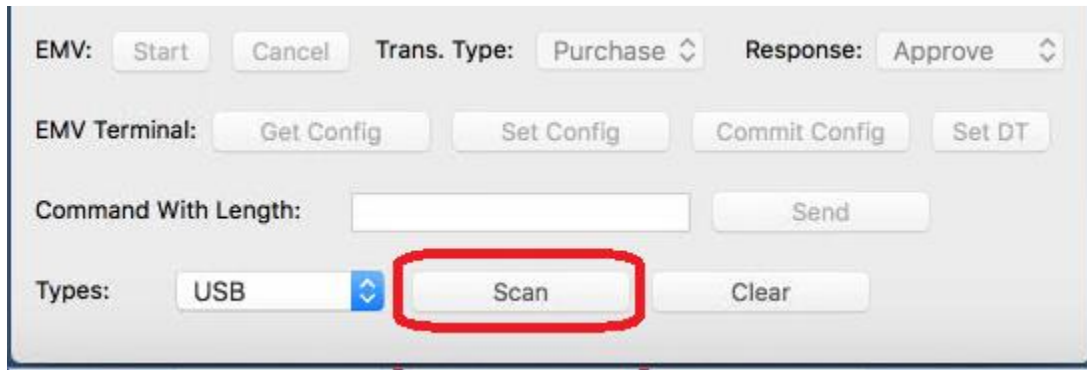 EMV: Start Cancel Trans. Type: Purchase Response: Approve
EMV Terminal: Get Config Set Config Commit Config Set DT
Command With Length: Send
Types: USB Scan Clear